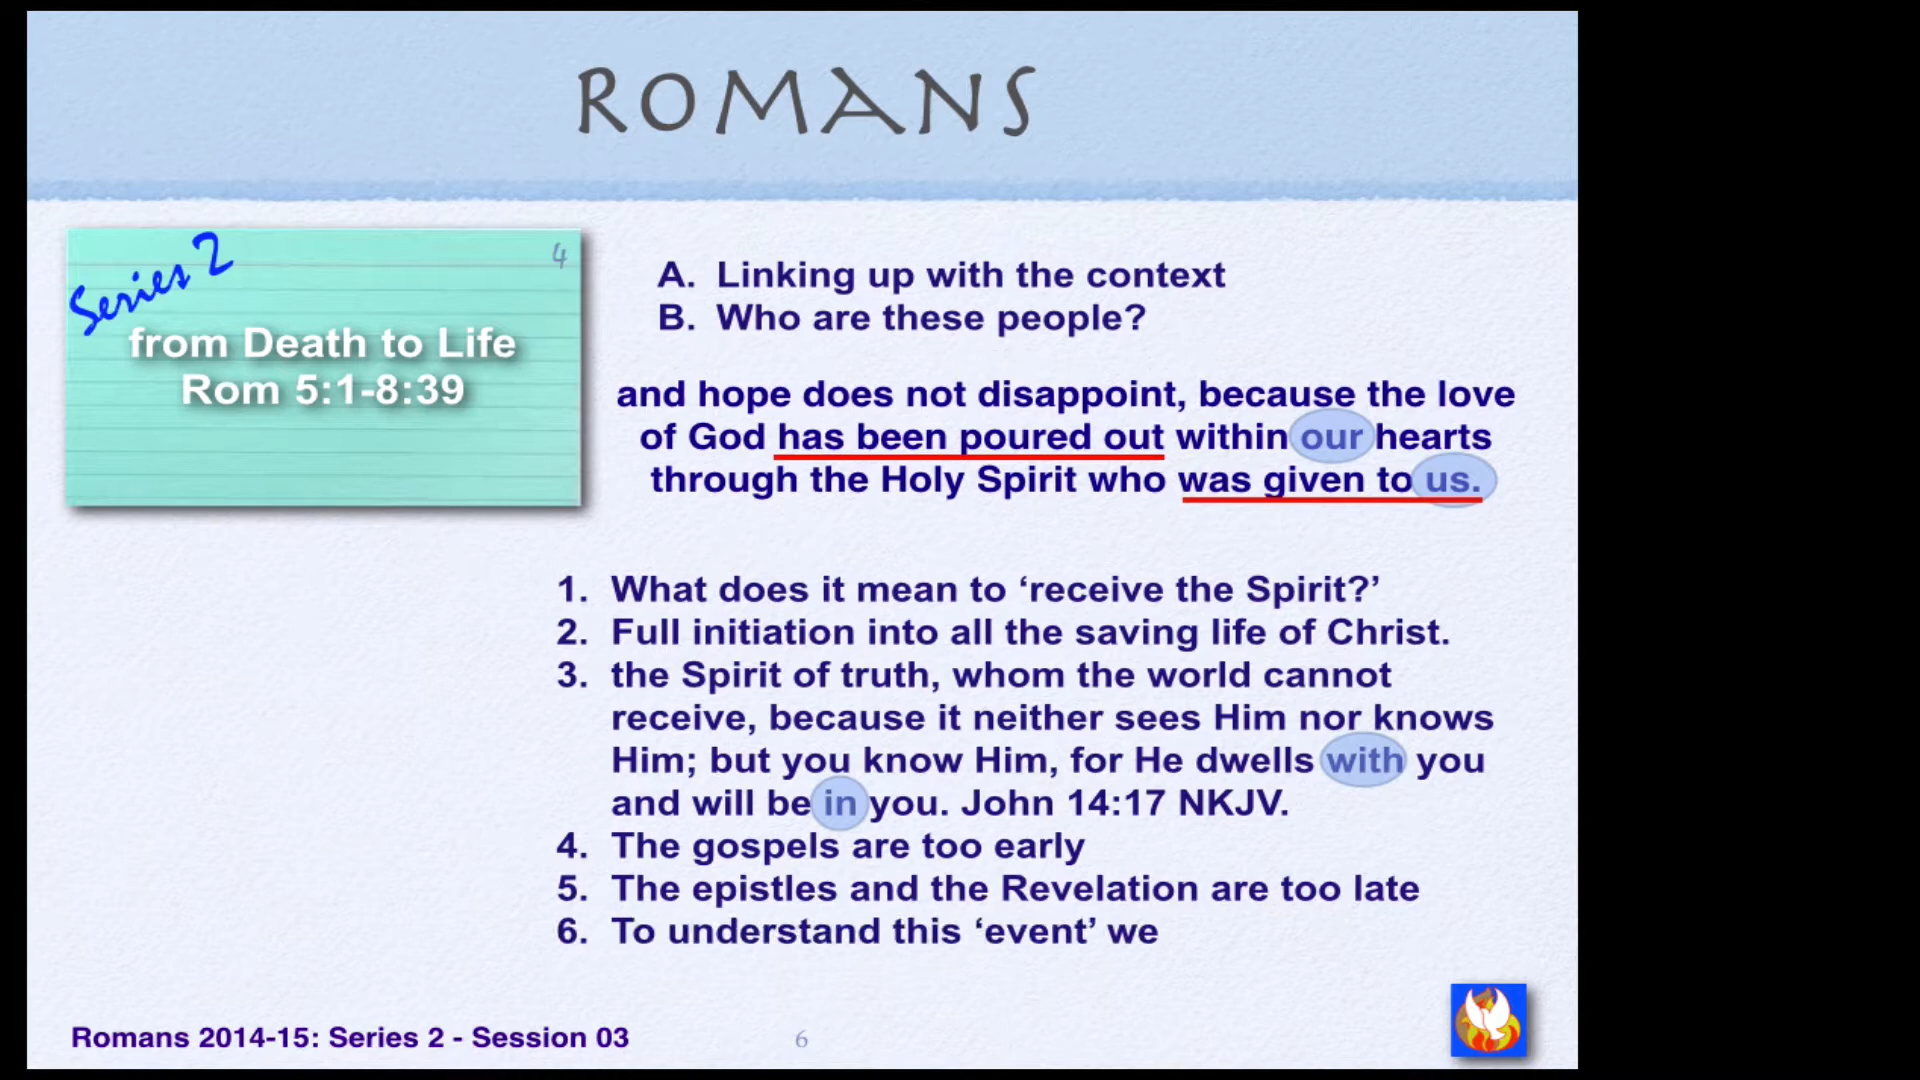 ROMANS
Series 2
4
from Death to Life
Rom 5:1-8:39
A. Linking up with the context
B. Who are these people?
and hope does not disappoint, because the love
of God has been poured out within our hearts
through the Holy Spirit who was given to us.
1. What does it mean to ‘receive the Spirit?’
2. Full initiation into all the saving life of Christ.
3. the Spirit of truth, whom the world cannot
receive, because it neither sees Him nor knows
Him; but you know Him, for He dwells with you
and will be in you. John 14:17 NKJV.
4. The gospels are too early
5. The epistles and the Revelation are too late
6. To understand this ‘event’ we
Romans 2014-15: Series 2 - Session 03
6